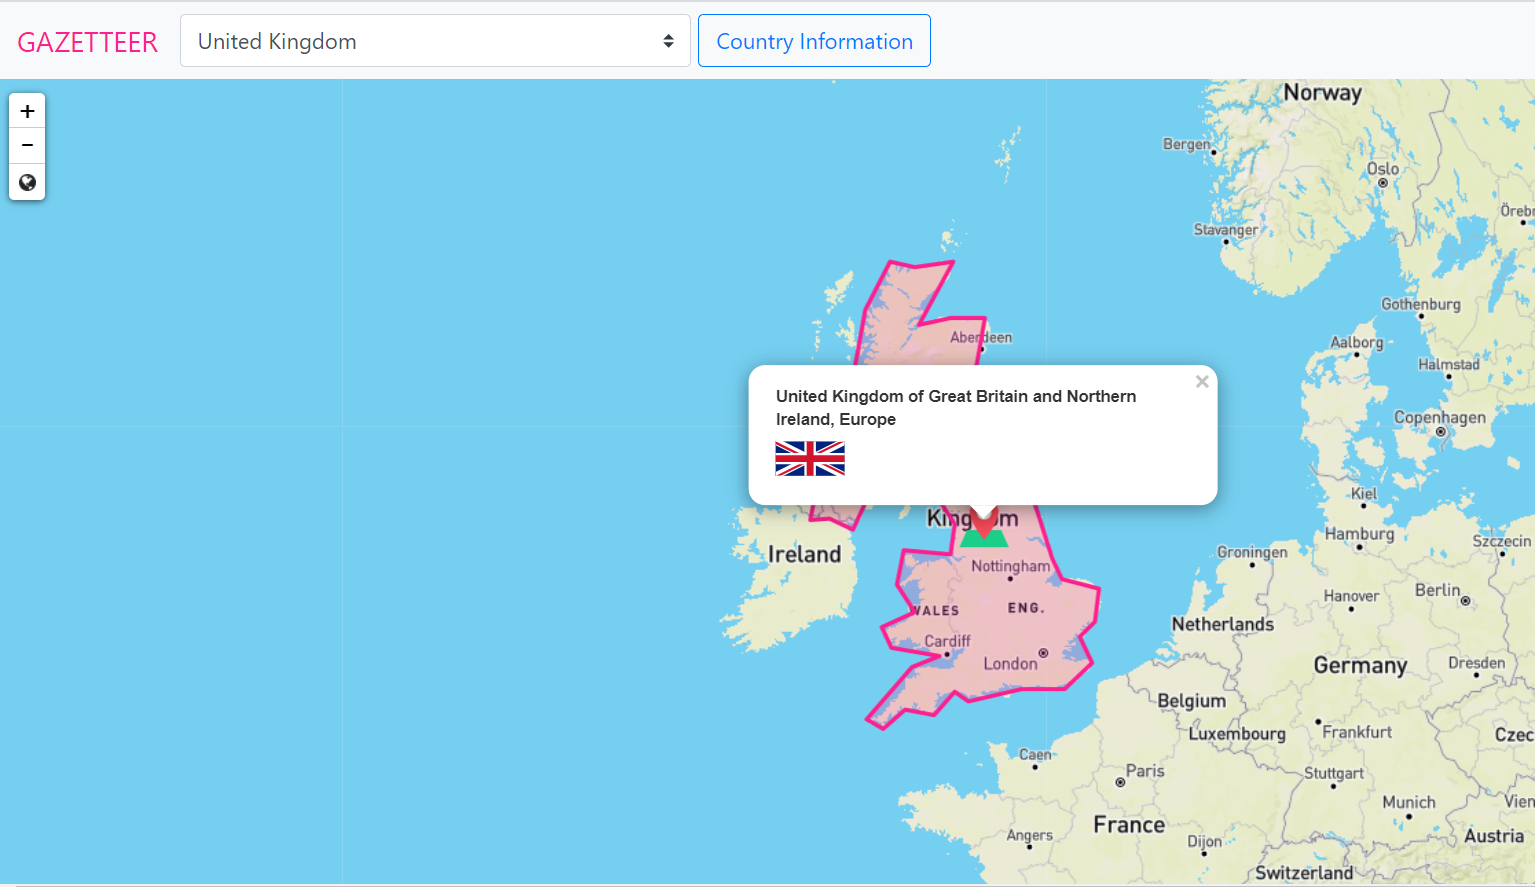 GAZETTEER
United Kingdom
Country Information
+
−
Norway
Bergen
Oslo
Stavanger
Örebr
Gothenburg
Aberdeen
Aalborg
Halmstad
×
United Kingdom of Great Britain and Northern
Ireland, Europe
Copenhagen
Kiel
Hamburg
Szczecin
Ireland
Groningen
Nottingham
Hanover
Berlin
WALES
ENG.
Netherlands
Cardiff
London
Germany
Dresden
Belgium
Luxembourg
Frankfurt
Czec
Caen
Paris
Stuttgart
Munich
Vien
Angers
France
Dijon
Austria
Switzerland